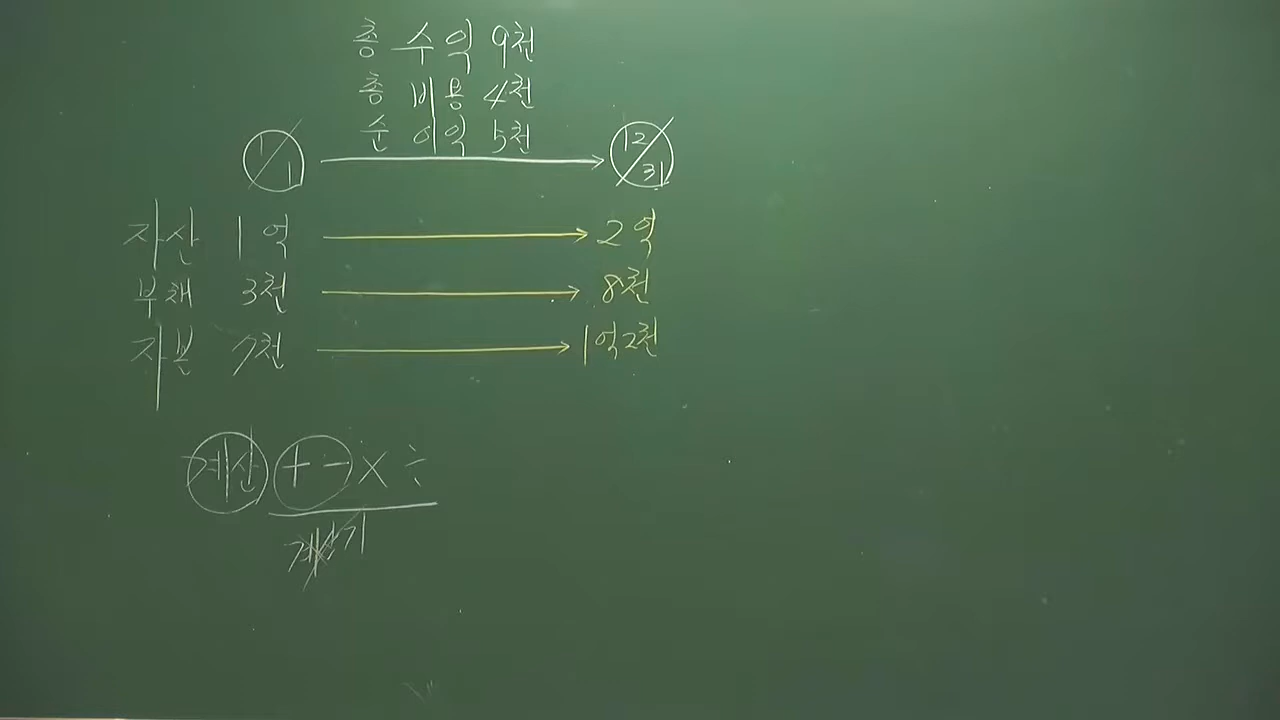 총 수익 9천
총 비용 4천
순 이익 5천
1/1 → 12/31
자산 1억 → 2억
부채 3천 → 8천
자본 7천 → 1억2천
계산 + - × ÷
계산기